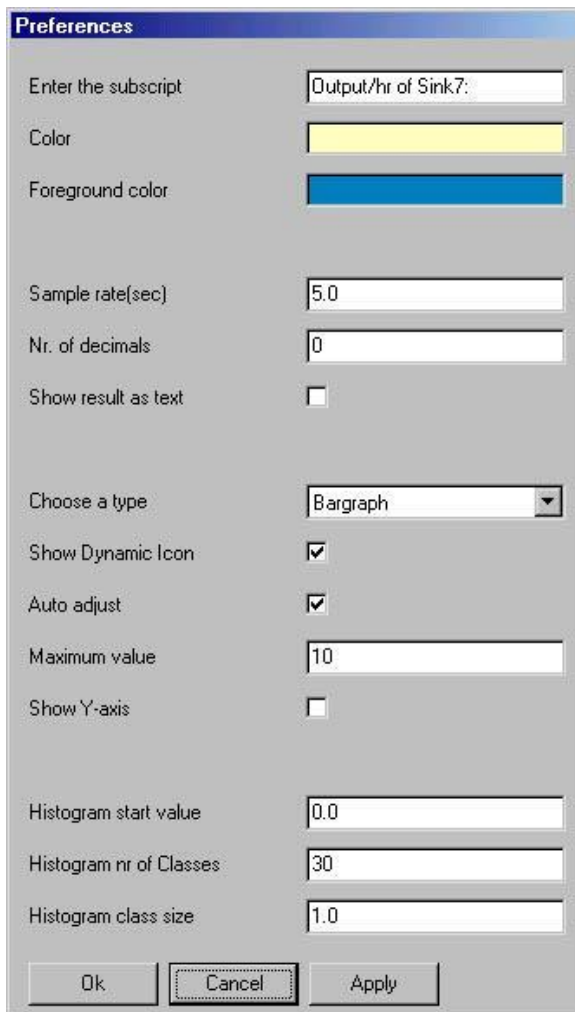 Preferences
Enter the subscript Output/hr of Sink7:
Color
Foreground color
Sample rate(sec) 5.0
Nr. of decimals 0
Show result as text
Choose a type Bargraph
Show Dynamic Icon
Auto adjust
Maximum value 10
Show Y-axis
Histogram start value 0.0
Histogram nr of Classes 30
Histogram class size 1.0
Ok Cancel Apply